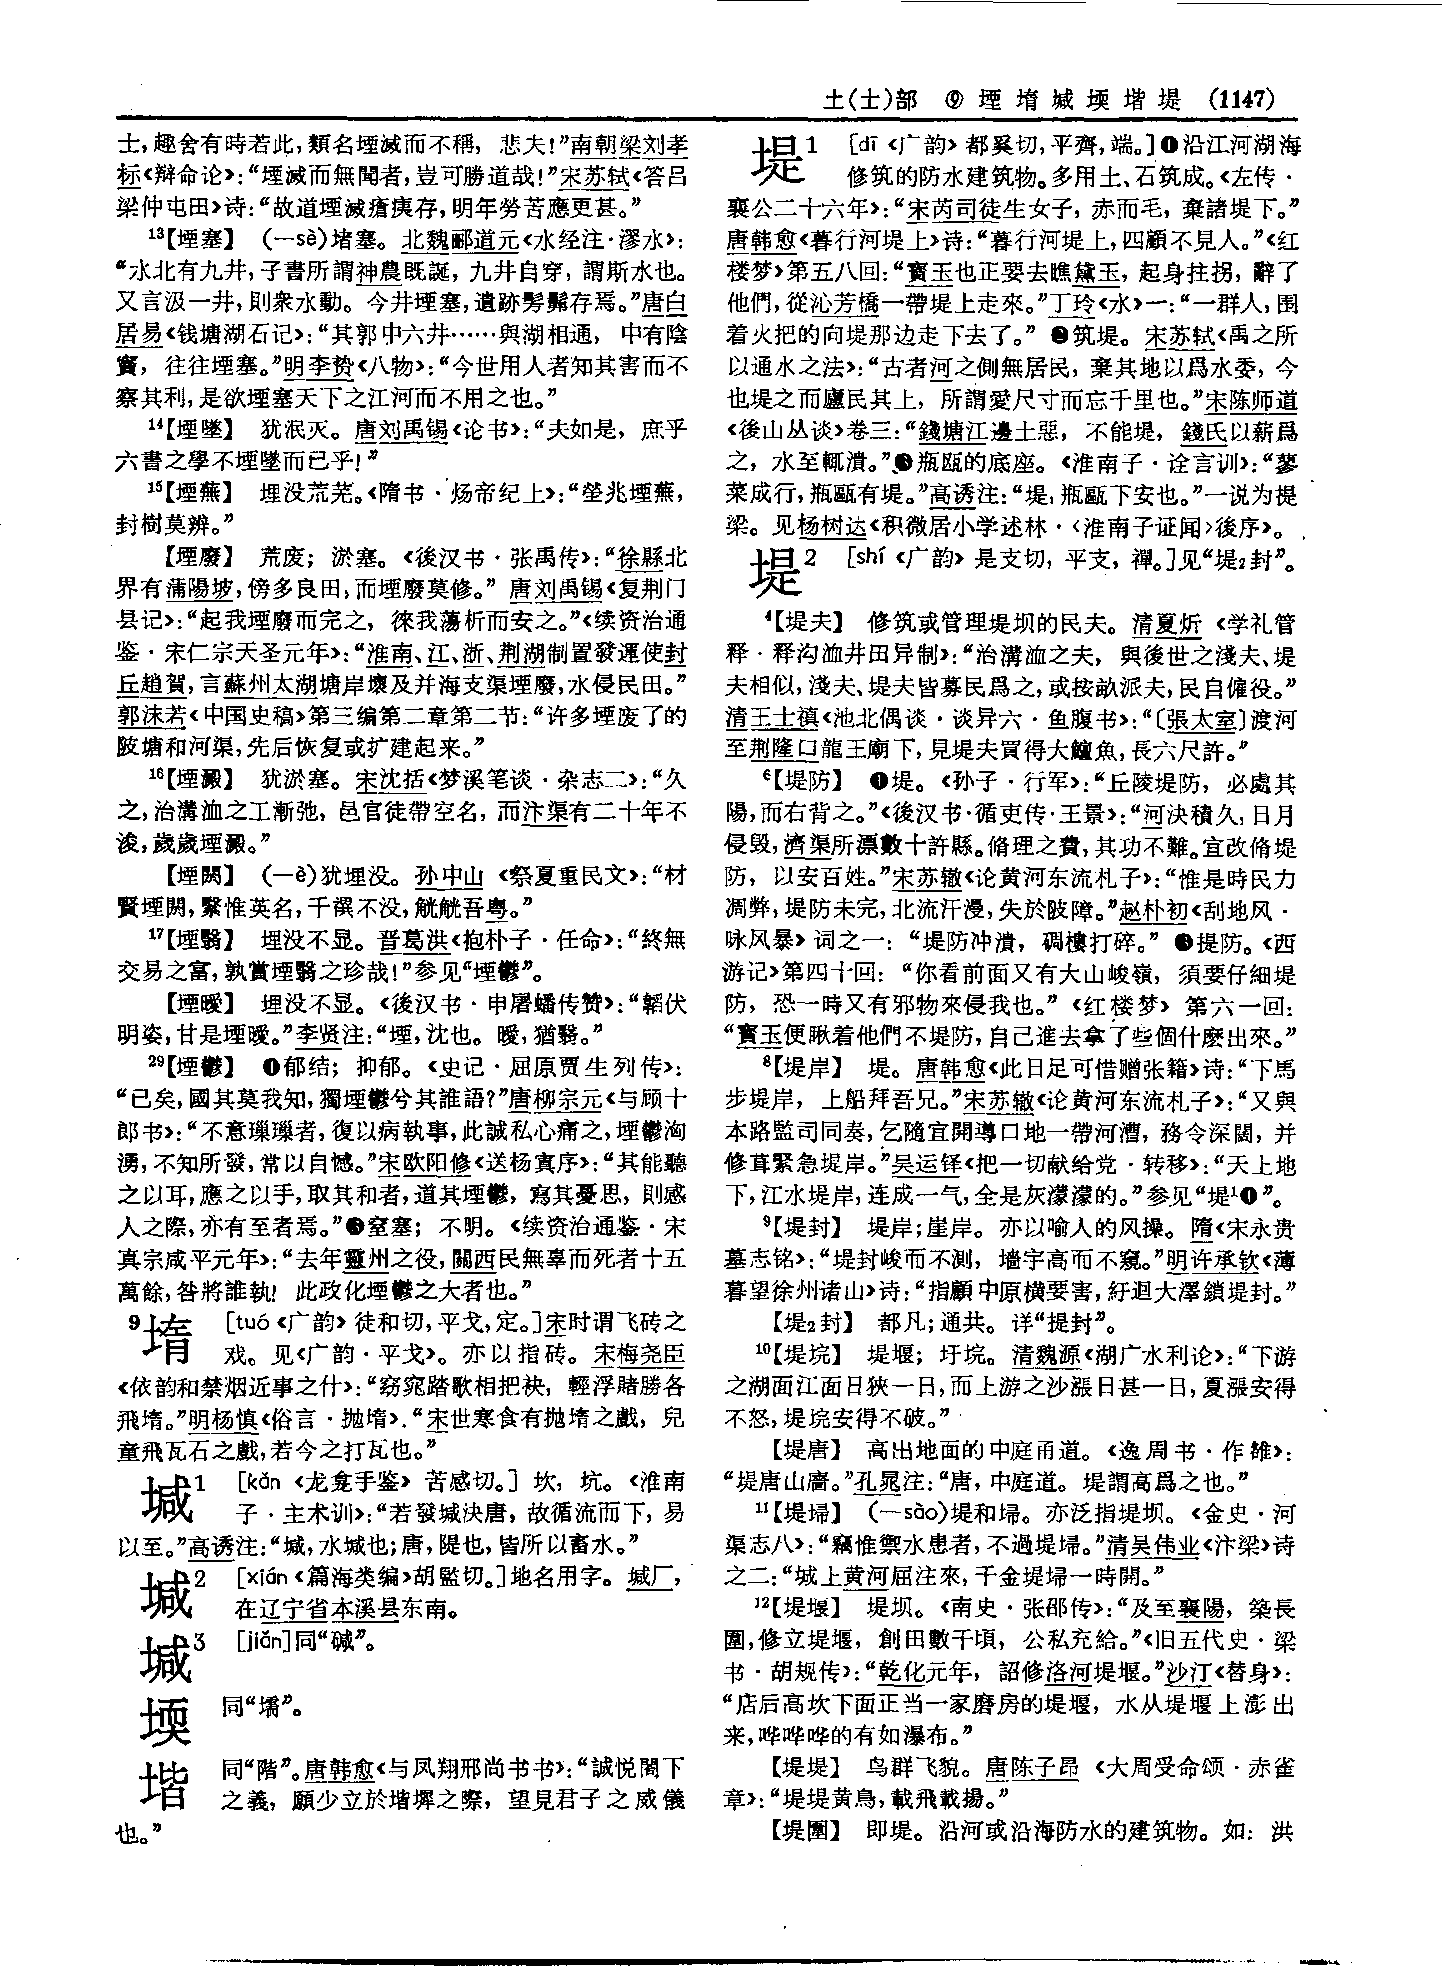 土(士)部 ⑨ 堙堶堿堧堦堤 (1147)
士，趣舍有時若此，類名堙滅而不稱，悲夫！”南朝梁刘孝
标《辩命论》：“堙滅而無聞者，豈可勝道哉！”宋苏轼《答吕
梁仲屯田》诗：“故道堙滅瘡痍存，明年勞苦應更甚。”
13【堙塞】 (—sè)堵塞。北魏郦道元《水经注·漻水》：
“水北有九井，子書所謂神農既誕，九井自穿，謂斯水也。
又言汲一井，則衆水動。今井堙塞，遺跡髣髴存焉。”唐白
居易《钱塘湖石记》：“其郭中六井……與湖相通，中有陰
竇，往往堙塞。”明李贽《八物》：“今世用人者知其害而不
察其利，是欲堙塞天下之江河而不用之也。”
14【堙墜】 犹泯灭。唐刘禹锡《论书》：“夫如是，庶乎
六書之學不堙墜而已乎！”
15【堙蕪】 埋没荒芜。《隋书·炀帝纪上》：“塋兆堙蕪，
封樹莫辨。”
【堙廢】 荒废；淤塞。《後汉书·张禹传》：“徐縣北
界有蒲陽坡，傍多良田，而堙廢莫修。”唐刘禹锡《复荆门
县记》：“起我堙廢而完之，徠我蕩析而安之。”《续资治通
鉴·宋仁宗天圣元年》：“淮南、江、浙、荆湖制置發運使封
丘趙賀，言蘇州太湖塘岸壞及并海支渠堙廢，水侵民田。”
郭沫若《中国史稿》第三编第二章第二节：“许多堙废了的
陂塘和河渠，先后恢复或扩建起来。”
16【堙澱】 犹淤塞。宋沈括《梦溪笔谈·杂志二》：“久
之，治溝洫之工漸弛，邑官徒帶空名，而汴渠有二十年不
浚，歲歲堙澱。”
【堙閼】 (—è)犹埋没。孙中山《祭夏重民文》：“材
賢堙閼，繄惟英名，千禩不没，觥觥吾粤。”
17【堙翳】 埋没不显。晋葛洪《抱朴子·任命》：“終無
交易之富，孰賞堙翳之珍哉！”参见“堙鬱”。
【堙曖】 埋没不显。《後汉书·申屠蟠传赞》：“韜伏
明姿，甘是堙曖。”李贤注：“堙，沈也。曖，猶翳。”
29【堙鬱】 ❶郁结；抑郁。《史记·屈原贾生列传》：
“已矣，國其莫我知，獨堙鬱兮其誰語？”唐柳宗元《与顾十
郎书》：“不意璅璅者，復以病執事，此誠私心痛之，堙鬱洶
湧，不知所發，常以自憾。”宋欧阳修《送杨寘序》：“其能聽
之以耳，應之以手，取其和者，道其堙鬱，寫其憂思，則感
人之際，亦有至者焉。”❷窒塞；不明。《续资治通鉴·宋
真宗咸平元年》：“去年靈州之役，關西民無辜而死者十五
萬餘，咎將誰執！此政化堙鬱之大者也。”
9堶 [tuó《广韵》徒和切，平戈，定。]宋时谓飞砖之
戏。见《广韵·平戈》。亦以指砖。宋梅尧臣
《依韵和禁烟近事之什》：“窈窕踏歌相把袂，輕浮賭勝各
飛堶。”明杨慎《俗言·抛堶》：“宋世寒食有抛堶之戲，兒
童飛瓦石之戲，若今之打瓦也。”
堿1 [kǎn《龙龛手鉴》苦感切。]坎，坑。《淮南
子·主术训》：“若發堿決唐，故循流而下，易
以至。”高诱注：“堿，水堿也；唐，隄也，皆所以畜水。”
堿2 [xián《篇海类编》胡監切。]地名用字。堿厂，
在辽宁省本溪县东南。
堿3 [jiǎn]同“碱”。
堧 同“壖”。
堦 同“階”。唐韩愈《与凤翔邢尚书书》：“誠悦閤下
之義，願少立於堦墀之際，望見君子之威儀
也。”
堤1 [dī《广韵》都奚切，平齊，端。]❶沿江河湖海
修筑的防水建筑物。多用土、石筑成。《左传·
襄公二十六年》：“宋芮司徒生女子，赤而毛，棄諸堤下。”
唐韩愈《暮行河堤上》诗：“暮行河堤上，四顧不見人。”《红
楼梦》第五八回：“寳玉也正要去瞧黛玉，起身拄拐，辭了
他們，從沁芳橋一帶堤上走來。”丁玲《水》一：“一群人，围
着火把的向堤那边走下去了。”❷筑堤。宋苏轼《禹之所
以通水之法》：“古者河之側無居民，棄其地以爲水委，今
也堤之而廬民其上，所謂愛尺寸而忘千里也。”宋陈师道
《後山丛谈》卷三：“錢塘江邊土惡，不能堤，錢氏以薪爲
之，水至輒潰。”❸瓶瓯的底座。《淮南子·诠言训》：“蓼
菜成行，瓶甌有堤。”高诱注：“堤，瓶甌下安也。”一说为提
梁。见杨树达《积微居小学述林·〈淮南子证闻〉後序》。
堤2 [shí《广韵》是支切，平支，禪。]见“堤2封”。
4【堤夫】 修筑或管理堤坝的民夫。清夏炘《学礼管
释·释沟洫井田异制》：“治溝洫之夫，與後世之淺夫、堤
夫相似，淺夫、堤夫皆募民爲之，或按畝派夫，民自僱役。”
清王士禛《池北偶谈·谈异六·鱼腹书》：“〔張太室〕渡河
至荆隆口龍王廟下，見堤夫買得大鱣魚，長六尺許。”
6【堤防】 ❶堤。《孙子·行军》：“丘陵堤防，必處其
陽，而右背之。”《後汉书·循吏传·王景》：“河決積久，日月
侵毁，濟渠所漂數十許縣。脩理之費，其功不難。宜改脩堤
防，以安百姓。”宋苏辙《论黄河东流札子》：“惟是時民力
凋弊，堤防未完，北流汗漫，失於陂障。”赵朴初《刮地风·
咏风暴》词之一：“堤防冲潰，碉樓打碎。”❷提防。《西
游记》第四十回：“你看前面又有大山峻嶺，須要仔細堤
防，恐一時又有邪物來侵我也。”《红楼梦》第六一回：
“寳玉便瞅着他們不堤防，自己進去拿了些個什麽出來。”
8【堤岸】 堤。唐韩愈《此日足可惜赠张籍》诗：“下馬
步堤岸，上船拜吾兄。”宋苏辙《论黄河东流札子》：“又與
本路監司同奏，乞隨宜開導口地一帶河漕，務令深闊，并
修葺緊急堤岸。”吴运铎《把一切献给党·转移》：“天上地
下，江水堤岸，连成一气，全是灰濛濛的。”参见“堤1❶”。
9【堤封】 堤岸；崖岸。亦以喻人的风操。隋《宋永贵
墓志铭》：“堤封峻而不測，墻宇高而不窺。”明许承钦《薄
暮望徐州诸山》诗：“指顧中原横要害，紆迴大澤鎖堤封。”
【堤2封】 都凡；通共。详“提封”。
10【堤垸】 堤堰；圩垸。清魏源《湖广水利论》：“下游
之湖面江面日狹一日，而上游之沙漲日甚一日，夏漲安得
不怒，堤垸安得不破。”
【堤唐】 高出地面的中庭甬道。《逸周书·作雒》：
“堤唐山廧。”孔晁注：“唐，中庭道。堤謂高爲之也。”
11【堤埽】 (—sào)堤和埽。亦泛指堤坝。《金史·河
渠志八》：“竊惟禦水患者，不過堤埽。”清吴伟业《汴梁》诗
之二：“城上黄河屈注來，千金堤埽一時開。”
12【堤堰】 堤坝。《南史·张邵传》：“及至襄陽，築長
圍，修立堤堰，創田數千頃，公私充給。”《旧五代史·梁
书·胡规传》：“乾化元年，詔修洛河堤堰。”沙汀《替身》：
“店后高坎下面正当一家磨房的堤堰，水从堤堰上澎出
来，哗哗哗的有如瀑布。”
【堤堤】 鸟群飞貌。唐陈子昂《大周受命颂·赤雀
章》：“堤堤黄鳥，載飛載揚。”
【堤圍】 即堤。沿河或沿海防水的建筑物。如：洪